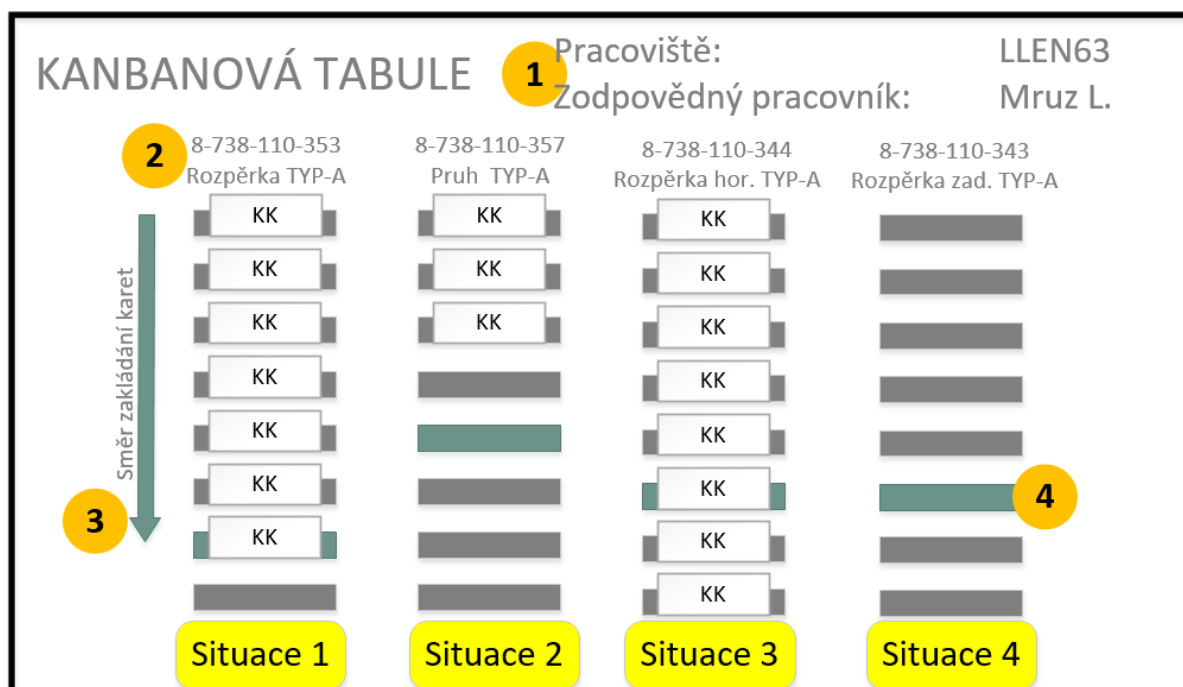 KANBANOVÁ TABULE
1
Pracoviště: LLEN63
Zodpovědný pracovník: Mruz L.
2
8-738-110-353
Rozpěrka TYP-A
8-738-110-357
Pruh TYP-A
8-738-110-344
Rozpěrka hor. TYP-A
8-738-110-343
Rozpěrka zad. TYP-A
Směr zakládání karet
3
KK KK KK
KK KK KK
KK KK KK
KK KK
KK KK
KK KK
KK KK
KK
4
Situace 1
Situace 2
Situace 3
Situace 4